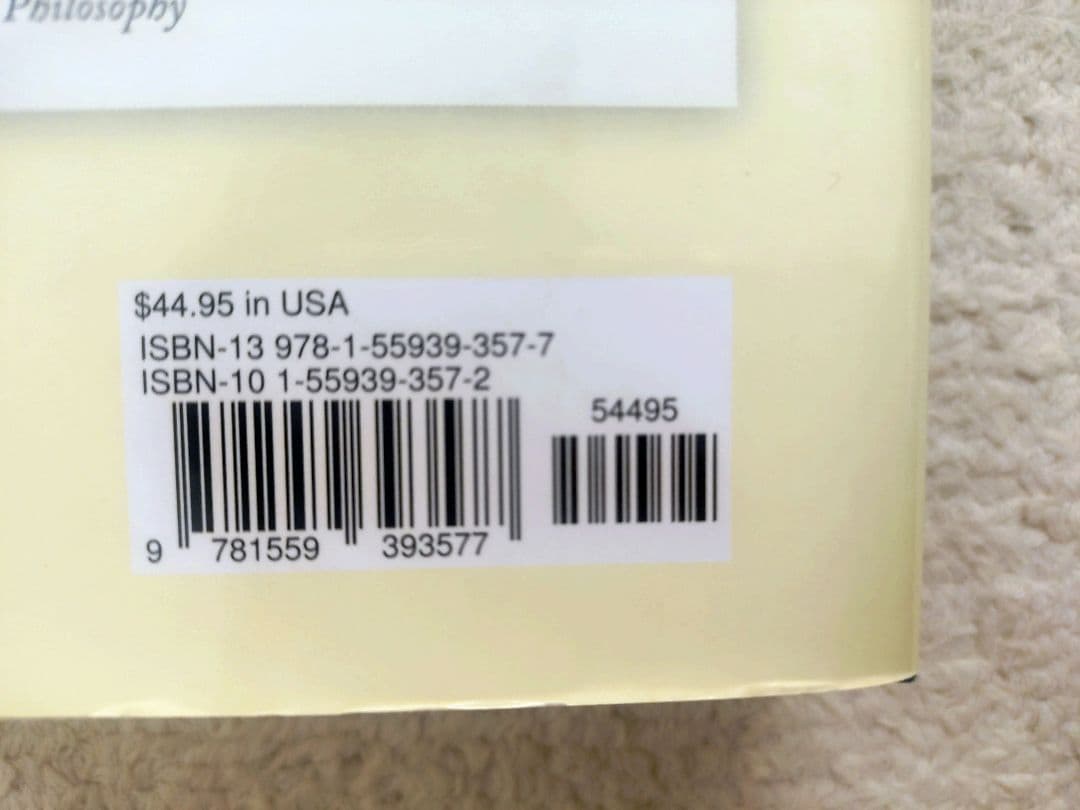 Philosophy
$44.95 in USA
ISBN-13 978-1-55939-357-7
ISBN-10 1-55939-357-2
54495
9 781559 393577